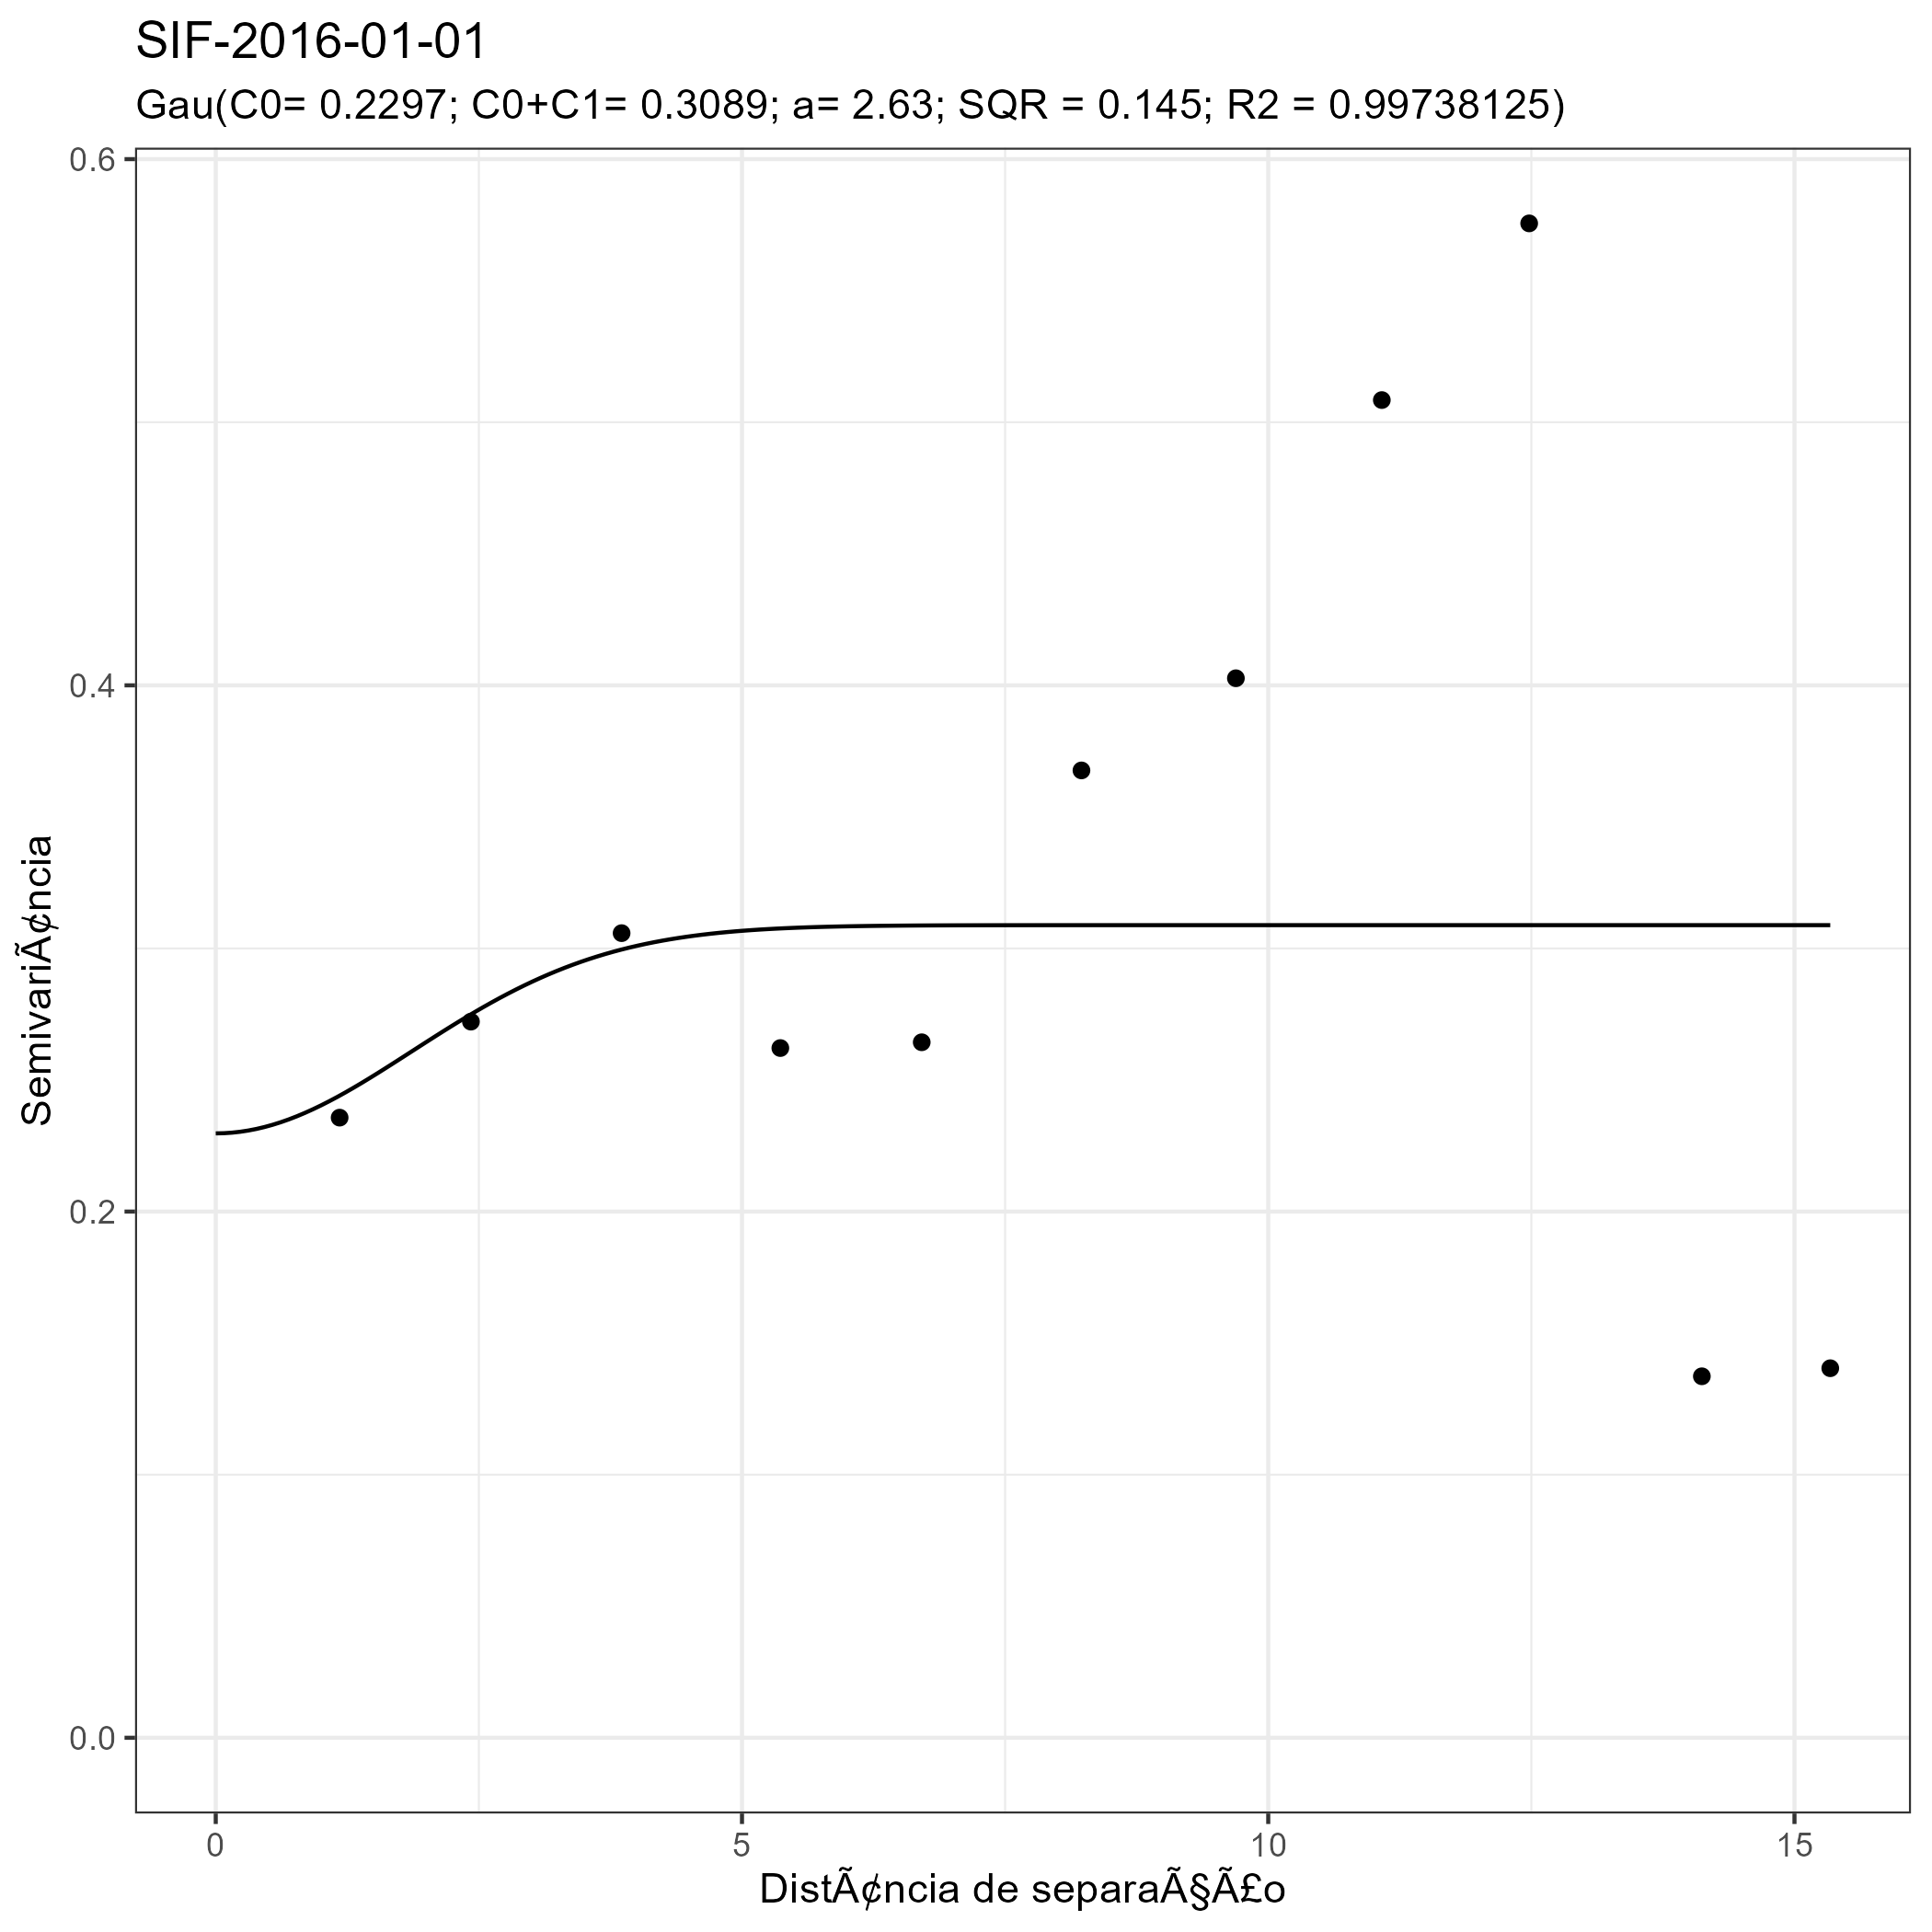 SIF-2016-01-01
Gau(C0= 0.2297; C0+C1= 0.3089; a= 2.63; SQR = 0.145; R2 = 0.99738125)
0.6
0.4
0.2
0.0
SemivariÃ¢ncia
0 5 10 15
DistÃ¢ncia de separaÃ§Ã£o